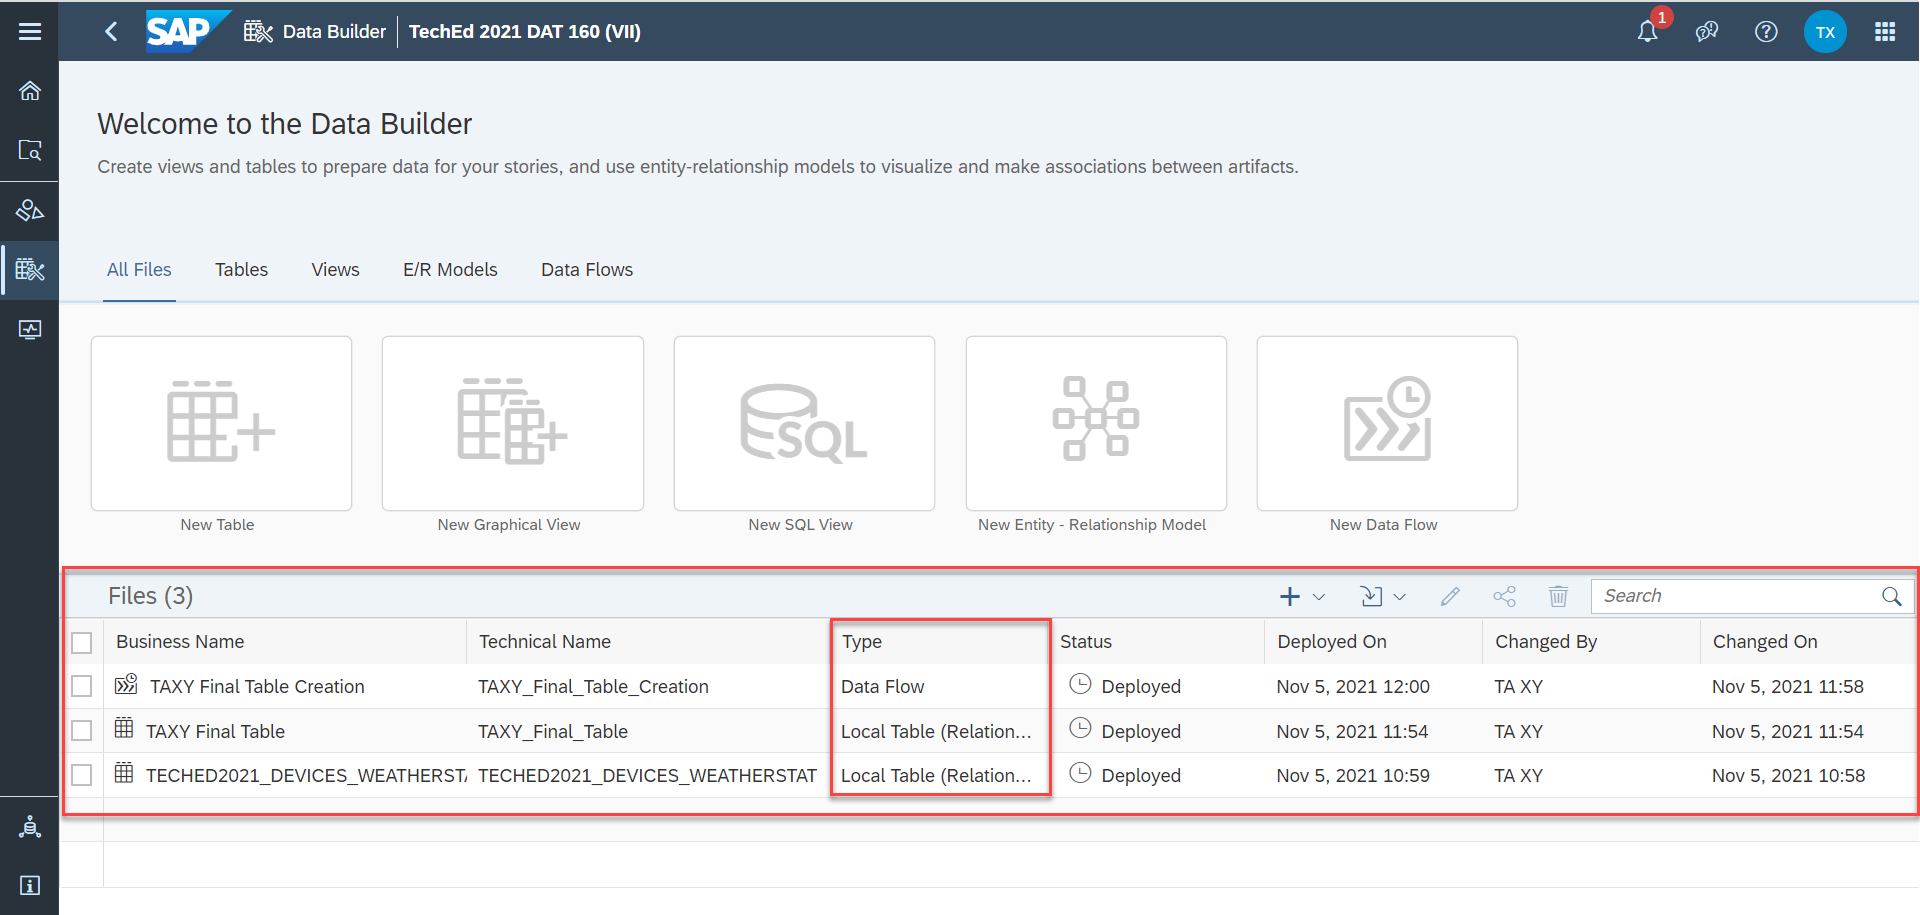 SAP Data Builder TechEd 2021 DAT 160 (VII) 1 TX
Welcome to the Data Builder
Create views and tables to prepare data for your stories, and use entity-relationship models to visualize and make associations between artifacts.
All Files Tables Views E/R Models Data Flows
SQL
New Table New Graphical View New SQL View New Entity - Relationship Model New Data Flow
Files (3) Search
Business Name Technical Name Type Status Deployed On Changed By Changed On
TAXY Final Table Creation TAXY_Final_Table_Creation Data Flow Deployed Nov 5, 2021 12:00 TA XY Nov 5, 2021 11:58
TAXY Final Table TAXY_Final_Table Local Table (Relation... Deployed Nov 5, 2021 11:54 TA XY Nov 5, 2021 11:54
TECHED2021_DEVICES_WEATHERSTA TECHED2021_DEVICES_WEATHERSTAT Local Table (Relation... Deployed Nov 5, 2021 10:59 TA XY Nov 5, 2021 10:58